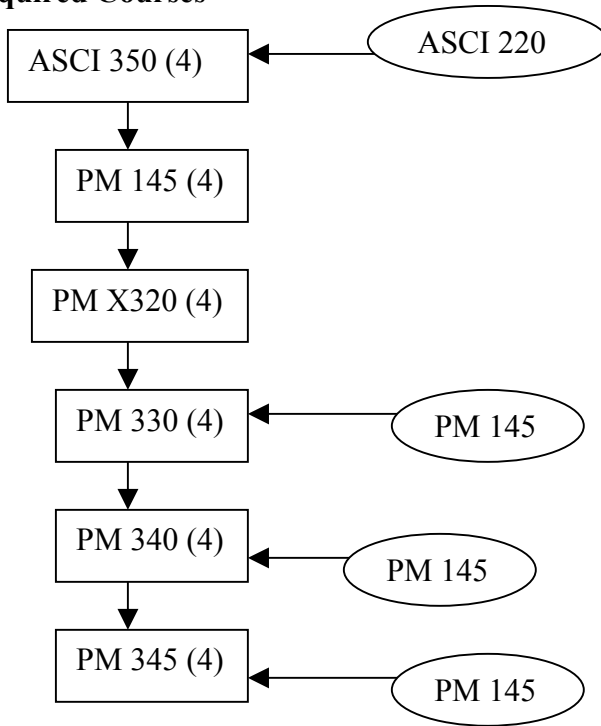 quired Courses
ASCI 350 (4)
ASCI 220
PM 145 (4)
PM X320 (4)
PM 330 (4)
PM 145
PM 340 (4)
PM 145
PM 345 (4)
PM 145